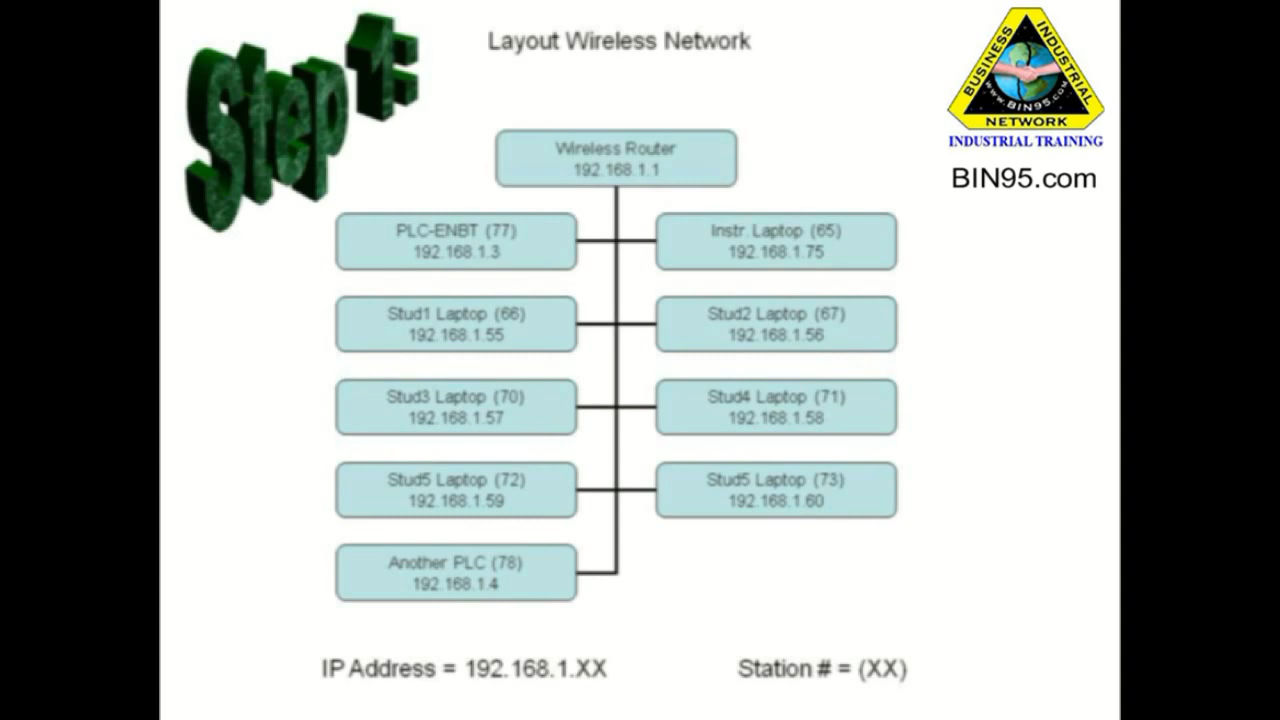 Step 1:
Layout Wireless Network
BUSINESS INDUSTRIAL NETWORK
www.BIN95.com
INDUSTRIAL TRAINING
BIN95.com
Wireless Router
192.168.1.1
PLC-ENBT (77)
192.168.1.3
Instr. Laptop (65)
192.168.1.75
Stud1 Laptop (66)
192.168.1.55
Stud2 Laptop (67)
192.168.1.56
Stud3 Laptop (70)
192.168.1.57
Stud4 Laptop (71)
192.168.1.58
Stud5 Laptop (72)
192.168.1.59
Stud5 Laptop (73)
192.168.1.60
Another PLC (78)
192.168.1.4
IP Address = 192.168.1.XX
Station # = (XX)